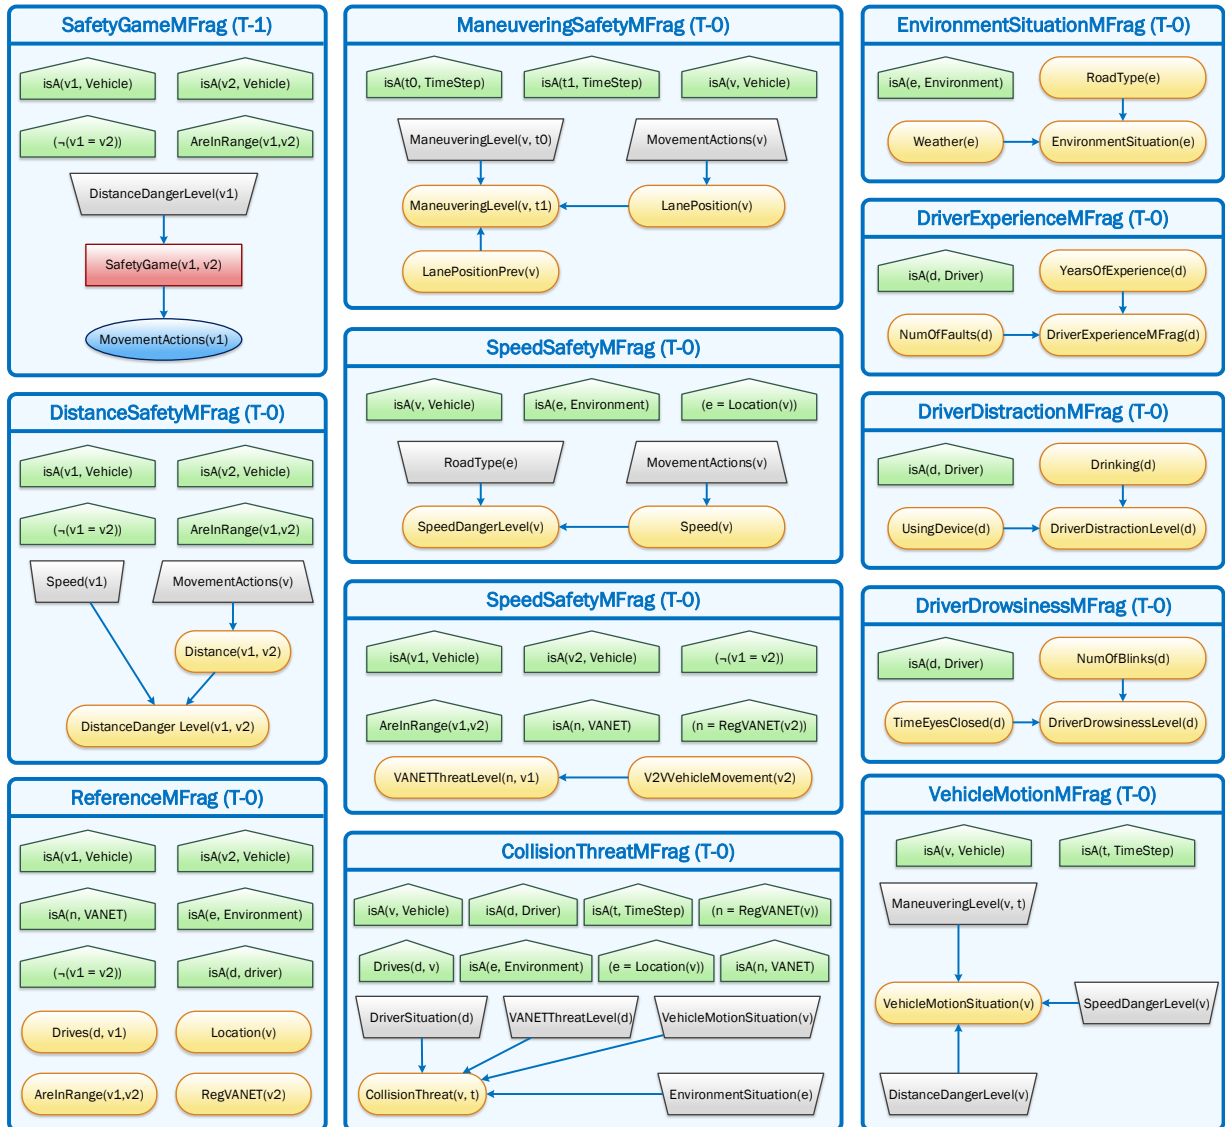 SafetyGameMFrag (T-1)
isA(v1, Vehicle)
isA(v2, Vehicle)
(¬(v1 = v2))
AreInRange(v1,v2)
DistanceDangerLevel(v1)
SafetyGame(v1, v2)
MovementActions(v1)
DistanceSafetyMFrag (T-0)
isA(v1, Vehicle)
isA(v2, Vehicle)
(¬(v1 = v2))
AreInRange(v1,v2)
Speed(v1)
MovementActions(v)
Distance(v1, v2)
DistanceDanger Level(v1, v2)
ReferenceMFrag (T-0)
isA(v1, Vehicle)
isA(v2, Vehicle)
isA(n, VANET)
isA(e, Environment)
(¬(v1 = v2))
isA(d, driver)
Drives(d, v1)
Location(v)
AreInRange(v1,v2)
RegVANET(v2)
ManeuveringSafetyMFrag (T-0)
isA(t0, TimeStep)
isA(t1, TimeStep)
isA(v, Vehicle)
ManeuveringLevel(v, t0)
MovementActions(v)
ManeuveringLevel(v, t1)
LanePosition(v)
LanePositionPrev(v)
SpeedSafetyMFrag (T-0)
isA(v, Vehicle)
isA(e, Environment)
(e = Location(v))
RoadType(e)
MovementActions(v)
SpeedDangerLevel(v)
Speed(v)
SpeedSafetyMFrag (T-0)
isA(v1, Vehicle)
isA(v2, Vehicle)
(¬(v1 = v2))
AreInRange(v1,v2)
isA(n, VANET)
(n = RegVANET(v2))
VANETThreatLevel(n, v1)
V2VVehicleMovement(v2)
CollisionThreatMFrag (T-0)
isA(v, Vehicle)
isA(d, Driver)
isA(t, TimeStep)
(n = RegVANET(v))
Drives(d, v)
isA(e, Environment)
(e = Location(v))
isA(n, VANET)
DriverSituation(d)
VANETThreatLevel(d)
VehicleMotionSituation(v)
CollisionThreat(v, t)
EnvironmentSituation(e)
EnvironmentSituationMFrag (T-0)
isA(e, Environment)
RoadType(e)
Weather(e)
EnvironmentSituation(e)
DriverExperienceMFrag (T-0)
isA(d, Driver)
YearsOfExperience(d)
NumOfFaults(d)
DriverExperienceMFrag(d)
DriverDistractionMFrag (T-0)
isA(d, Driver)
Drinking(d)
UsingDevice(d)
DriverDistractionLevel(d)
DriverDrowsinessMFrag (T-0)
isA(d, Driver)
NumOfBlinks(d)
TimeEyesClosed(d)
DriverDrowsinessLevel(d)
VehicleMotionMFrag (T-0)
isA(v, Vehicle)
isA(t, TimeStep)
ManeuveringLevel(v, t)
VehicleMotionSituation(v)
SpeedDangerLevel(v)
DistanceDangerLevel(v)